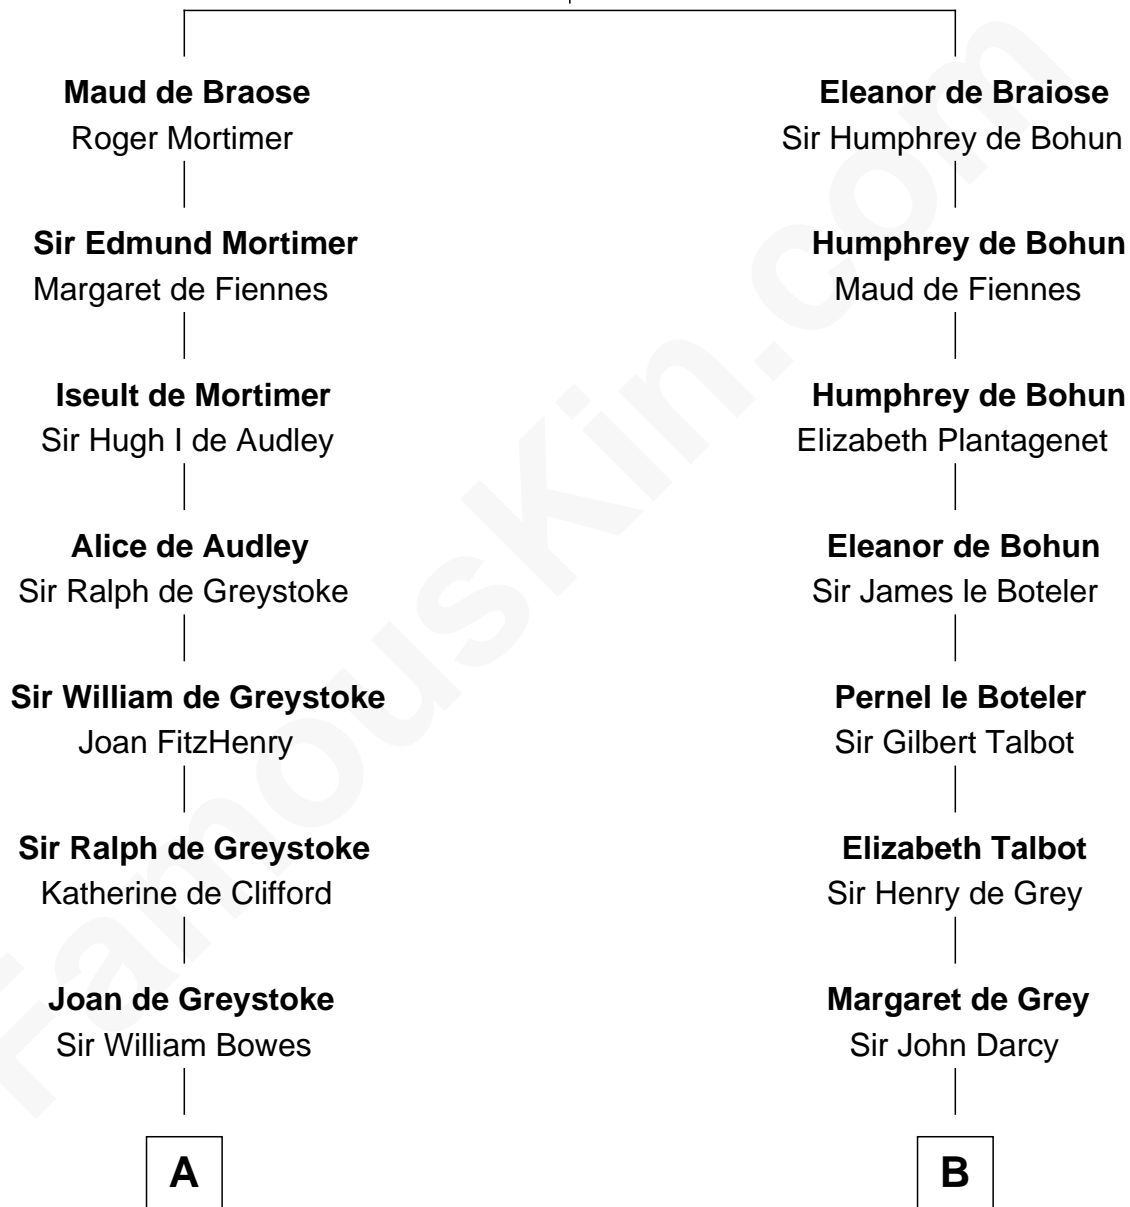 Maud de Braose
Roger Mortimer
Eleanor de Braiose
Sir Humphrey de Bohun
Sir Edmund Mortimer
Margaret de Fiennes
Humphrey de Bohun
Maud de Fiennes
Iseult de Mortimer
Sir Hugh I de Audley
Humphrey de Bohun
Elizabeth Plantagenet
Alice de Audley
Sir Ralph de Greystoke
Eleanor de Bohun
Sir James le Boteler
Sir William de Greystoke
Joan FitzHenry
Pernel le Boteler
Sir Gilbert Talbot
Sir Ralph de Greystoke
Katherine de Clifford
Elizabeth Talbot
Sir Henry de Grey
Joan de Greystoke
Sir William Bowes
Margaret de Grey
Sir John Darcy
A
B
FamousKin.com